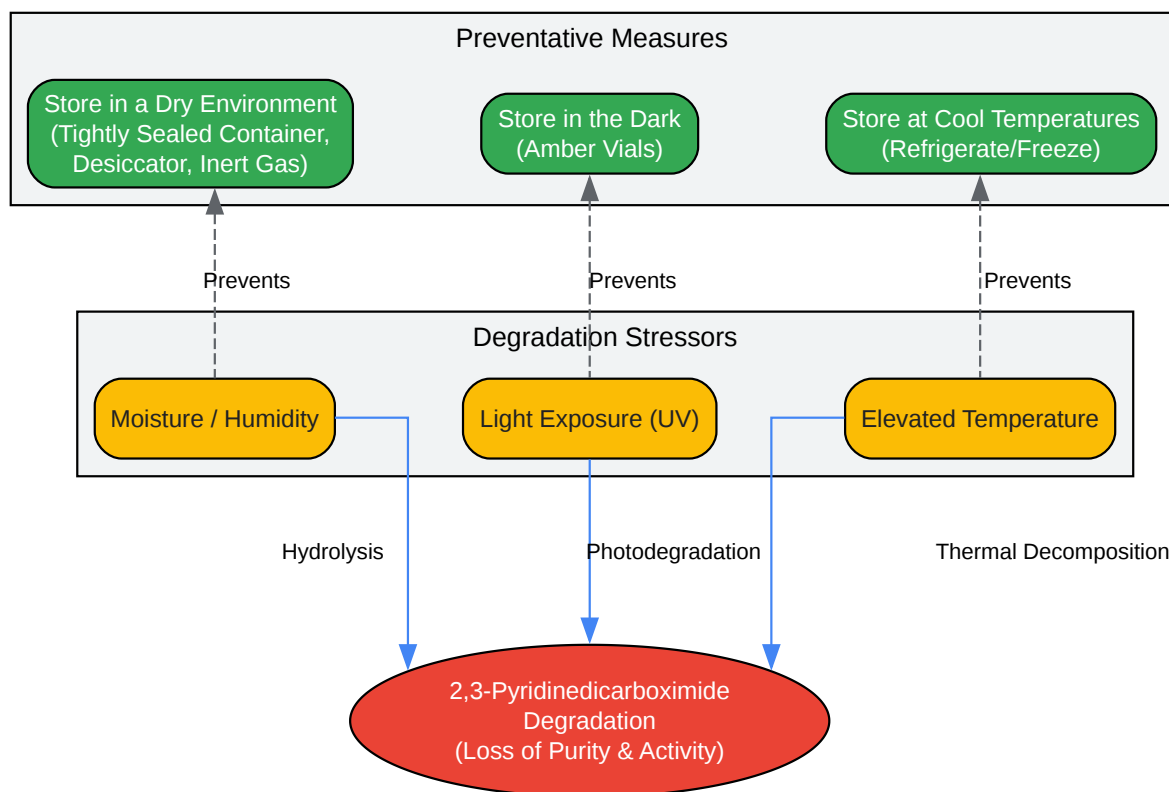 Preventative Measures
Store in a Dry Environment
(Tightly Sealed Container,
Desiccator, Inert Gas)
Store in the Dark
(Amber Vials)
Store at Cool Temperatures
(Refrigerate/Freeze)
Prevents
Prevents
Prevents
Degradation Stressors
Moisture / Humidity
Light Exposure (UV)
Elevated Temperature
Hydrolysis
Photodegradation
Thermal Decomposition
2,3-Pyridinedicarboximide
Degradation
(Loss of Purity & Activity)